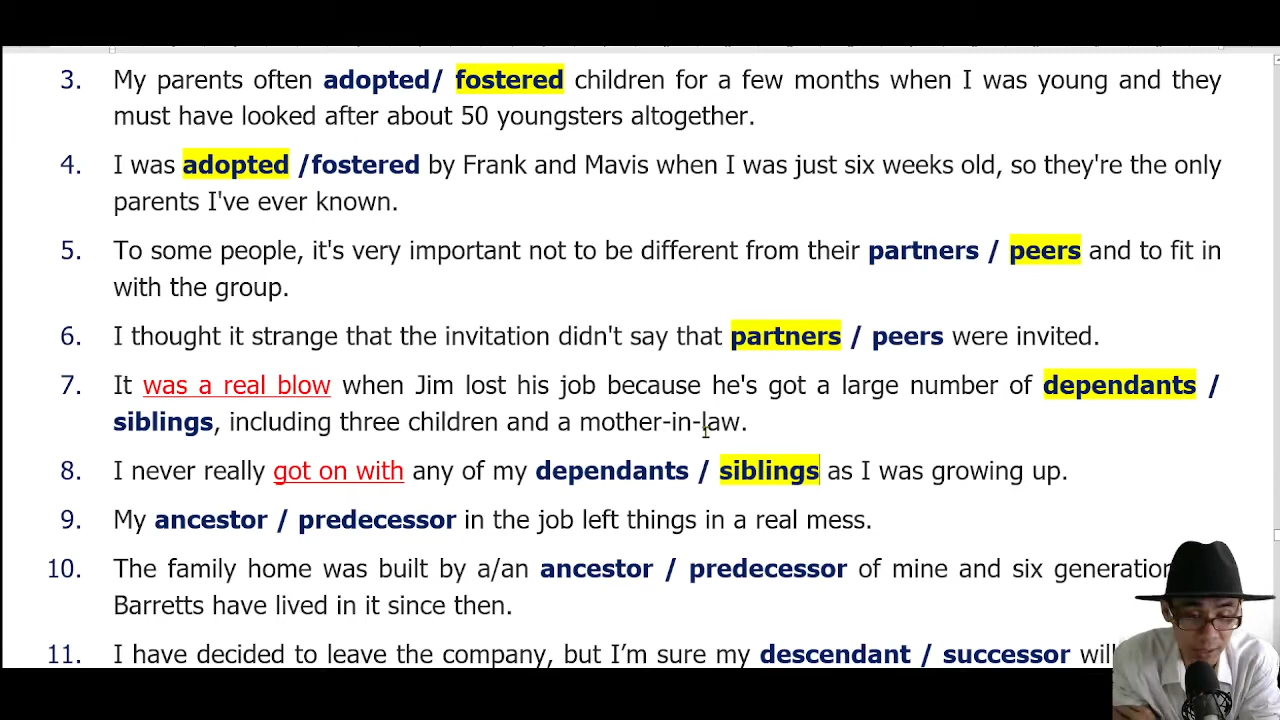 3. My parents often adopted/ fostered children for a few months when I was young and they
must have looked after about 50 youngsters altogether.
4. I was adopted /fostered by Frank and Mavis when I was just six weeks old, so they're the only
parents I've ever known.
5. To some people, it's very important not to be different from their partners / peers and to fit in
with the group.
6. I thought it strange that the invitation didn't say that partners / peers were invited.
7. It was a real blow when Jim lost his job because he's got a large number of dependants /
siblings, including three children and a mother-in-law.
8. I never really got on with any of my dependants / siblings as I was growing up.
9. My ancestor / predecessor in the job left things in a real mess.
10. The family home was built by a/an ancestor / predecessor of mine and six generation
Barretts have lived in it since then.
11. I have decided to leave the company, but I'm sure my descendant / successor will